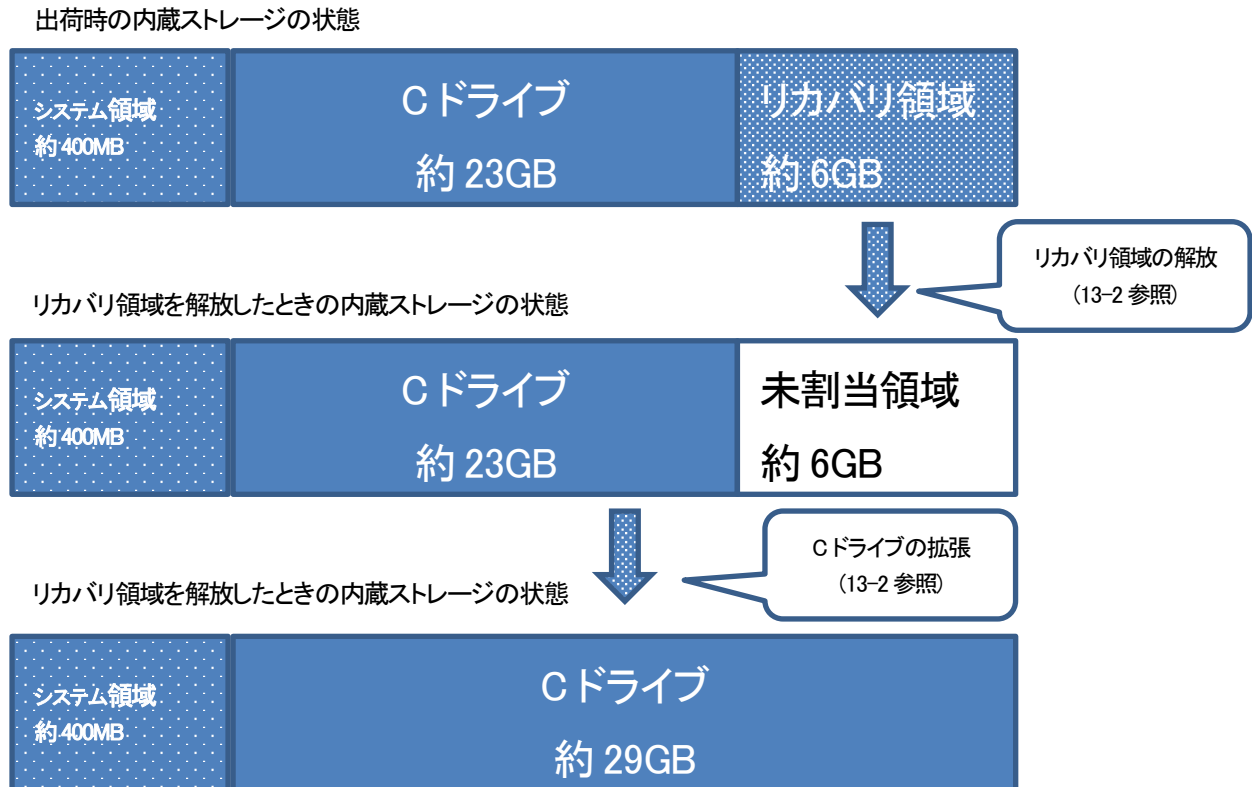 出荷時の内蔵ストレージの状態
システム領域
約 400MB
C ドライブ
約 23GB
リカバリ領域
約 6GB
リカバリ領域の解放
(13-2 参照)
リカバリ領域を解放したときの内蔵ストレージの状態
システム領域
約 400MB
C ドライブ
約 23GB
未割当領域
約 6GB
C ドライブの拡張
(13-2 参照)
リカバリ領域を解放したときの内蔵ストレージの状態
システム領域
約 400MB
C ドライブ
約 29GB